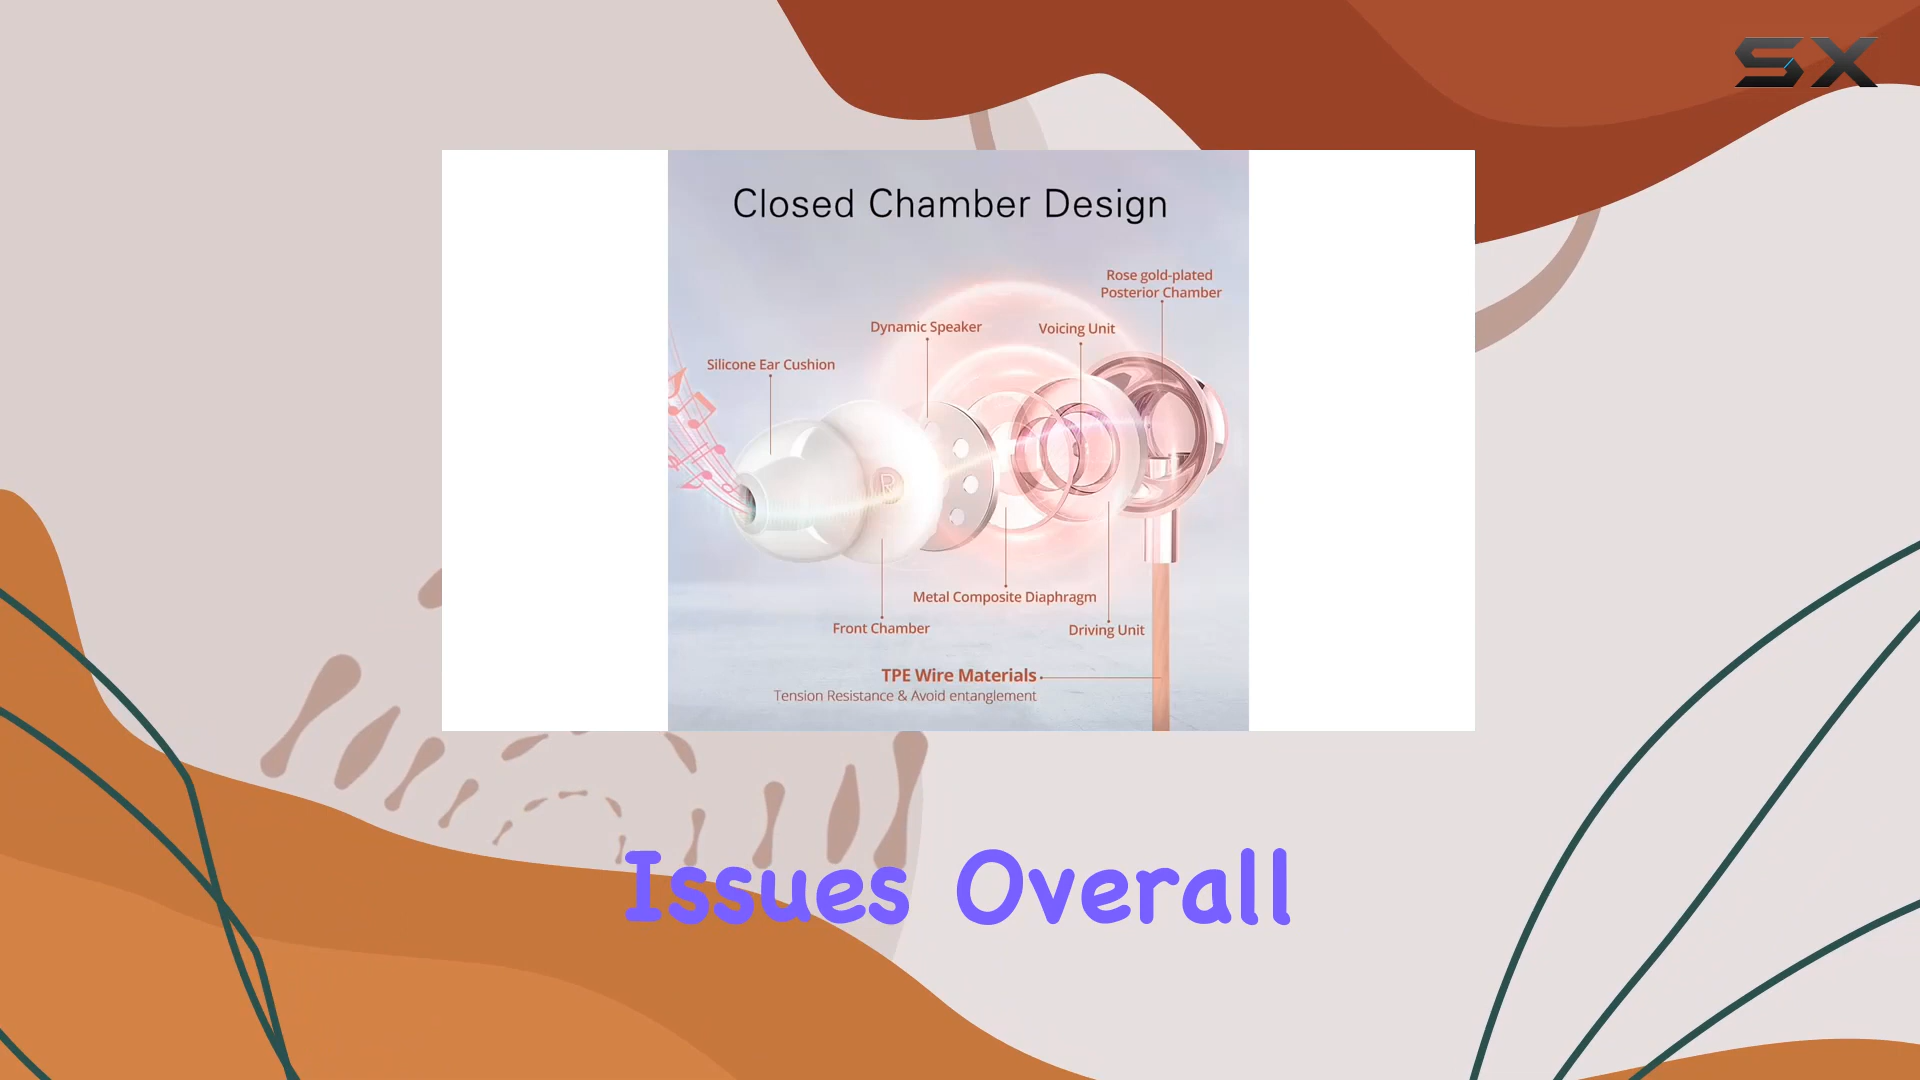 SX
Closed Chamber Design
Rose gold-plated
Posterior Chamber
Dynamic Speaker
Voicing Unit
Silicone Ear Cushion
R
Metal Composite Diaphragm
Front Chamber
Driving Unit
TPE Wire Materials
Tension Resistance & Avoid entanglement
Issues Overall